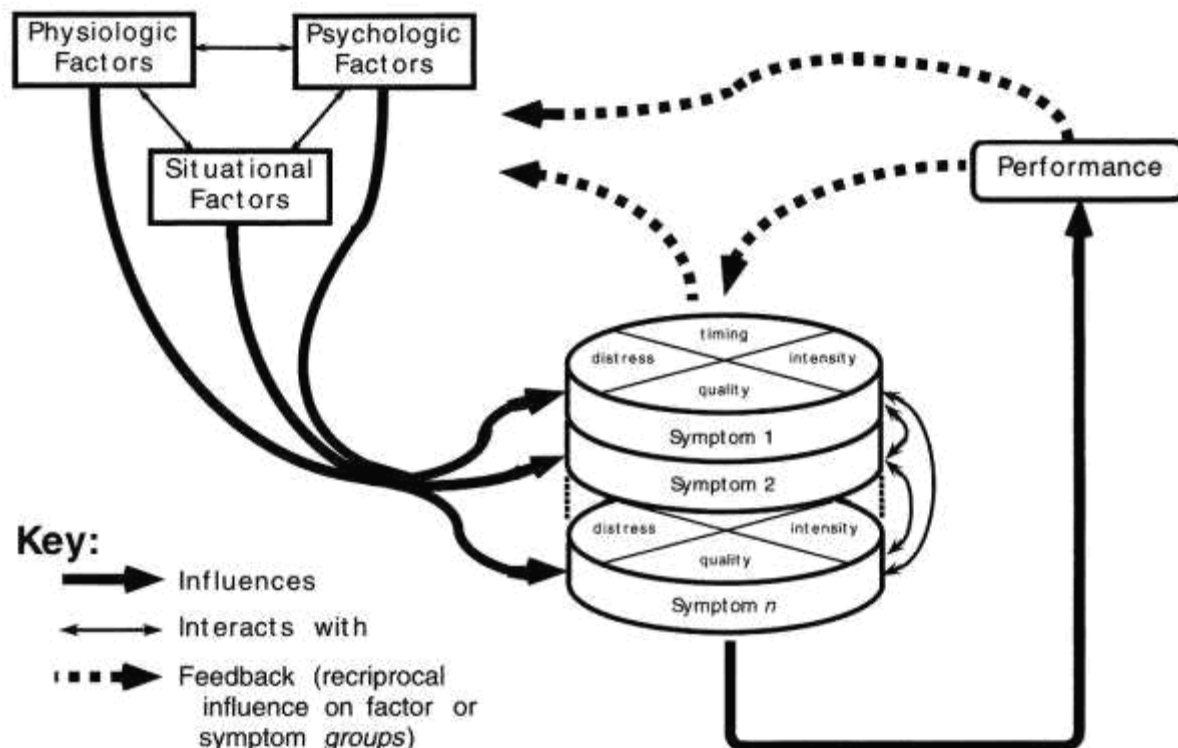 Physiologic
Factors
Psychologic
Factors
Situational
Factors
Performance
timing
distress
intensity
quality
Symptom 1
Symptom 2
distress
intensity
quality
Symptom n
Key:
Influences
Interacts with
Feedback (recriprocal
influence on factor or
symptom groups)